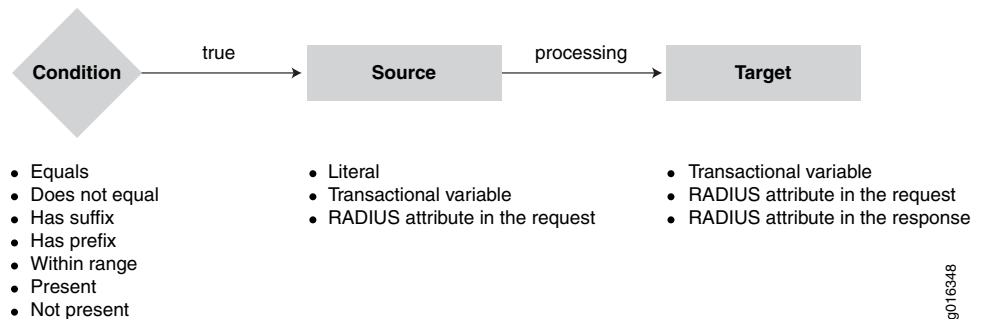 true
processing
Condition
Source
Target
• Equals
• Does not equal
• Has suffix
• Has prefix
• Within range
• Present
• Not present
• Literal
• Transactional variable
• RADIUS attribute in the request
• Transactional variable
• RADIUS attribute in the request
• RADIUS attribute in the response
g016348